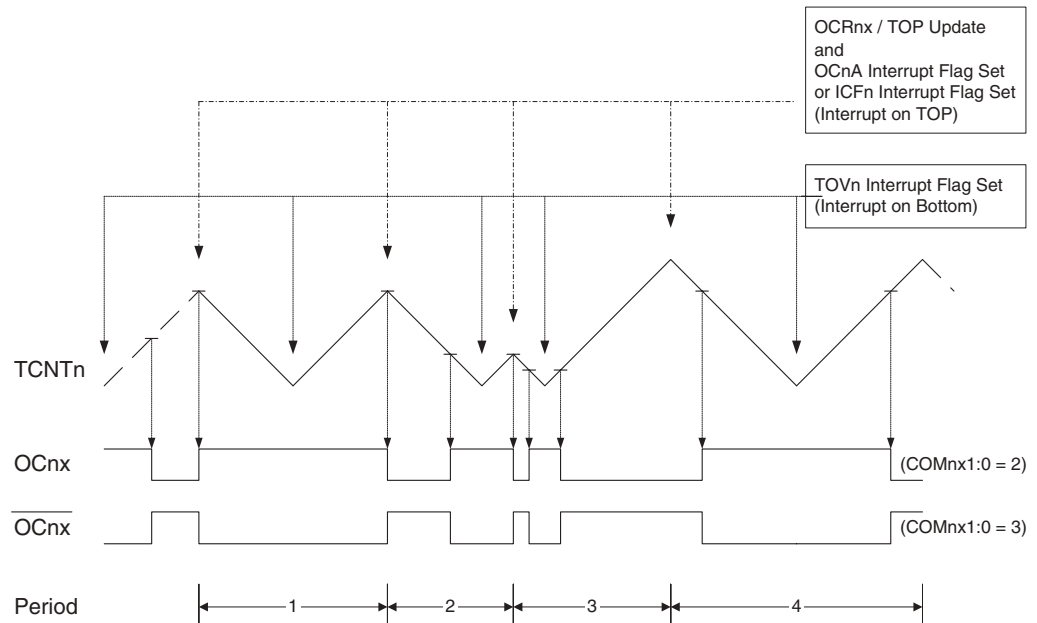 OCRnx / TOP Update
and
OCnA Interrupt Flag Set
or ICFn Interrupt Flag Set
(Interrupt on TOP)
TOVn Interrupt Flag Set
(Interrupt on Bottom)
TCNTn
OCnx
(COMnx1:0 = 2)
OCnx
(COMnx1:0 = 3)
Period
1
2
3
4